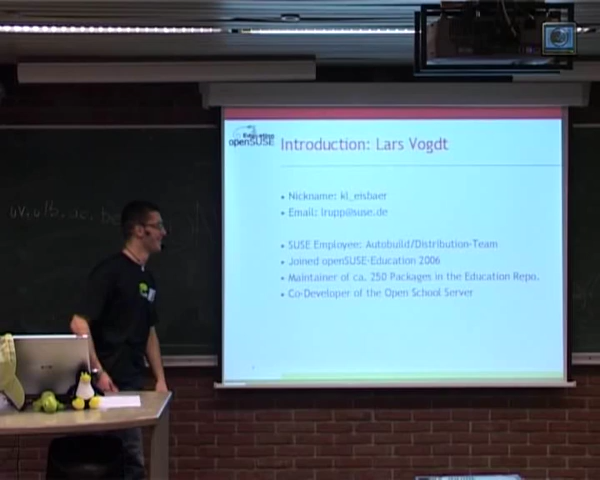 Education
openSUSE
Introduction: Lars Vogdt
• Nickname: kl_eisbaer
• Email: lrupp@suse.de
• SUSE Employee: Autobuild/Distribution-Team
• Joined openSUSE-Education 2006
• Maintainer of ca. 250 Packages in the Education Repo.
• Co-Developer of the Open School Server